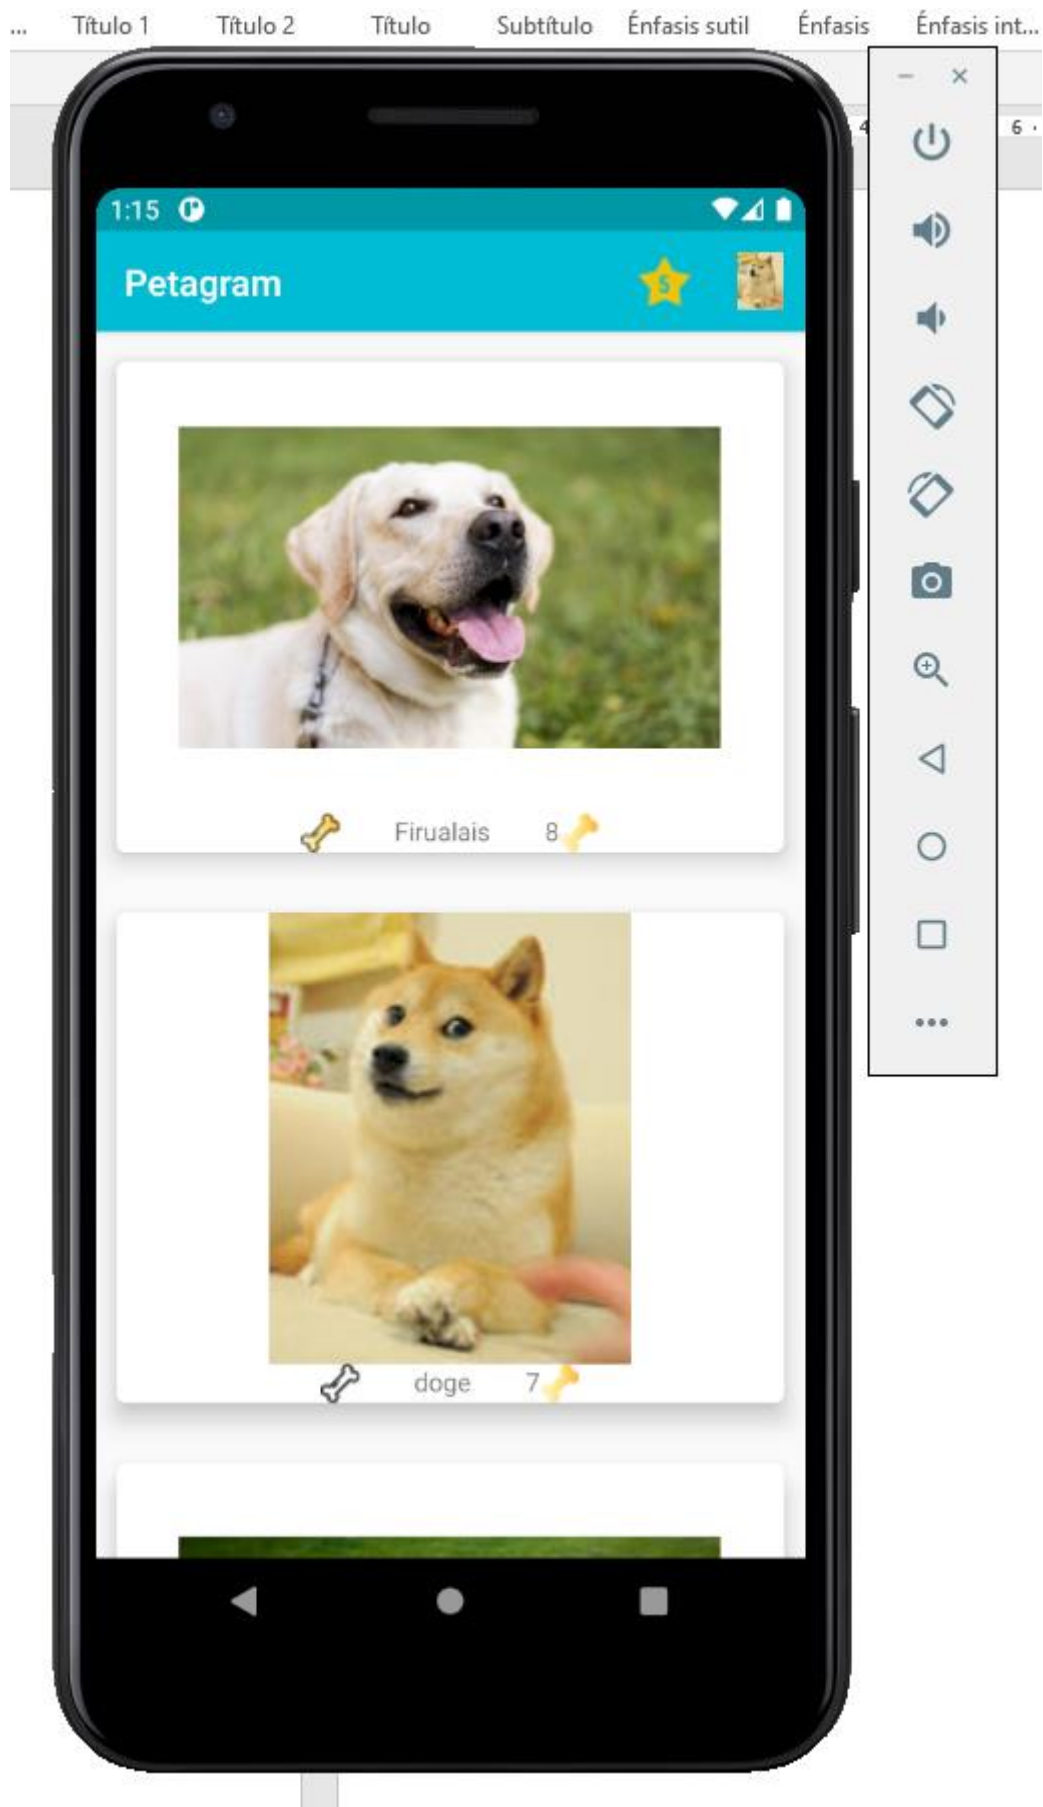 ... Título 1 Título 2 Título Subtítulo Énfasis sutil Énfasis Énfasis int...
4 6
1:15
Petagram
5
Firualais 8
doge 7